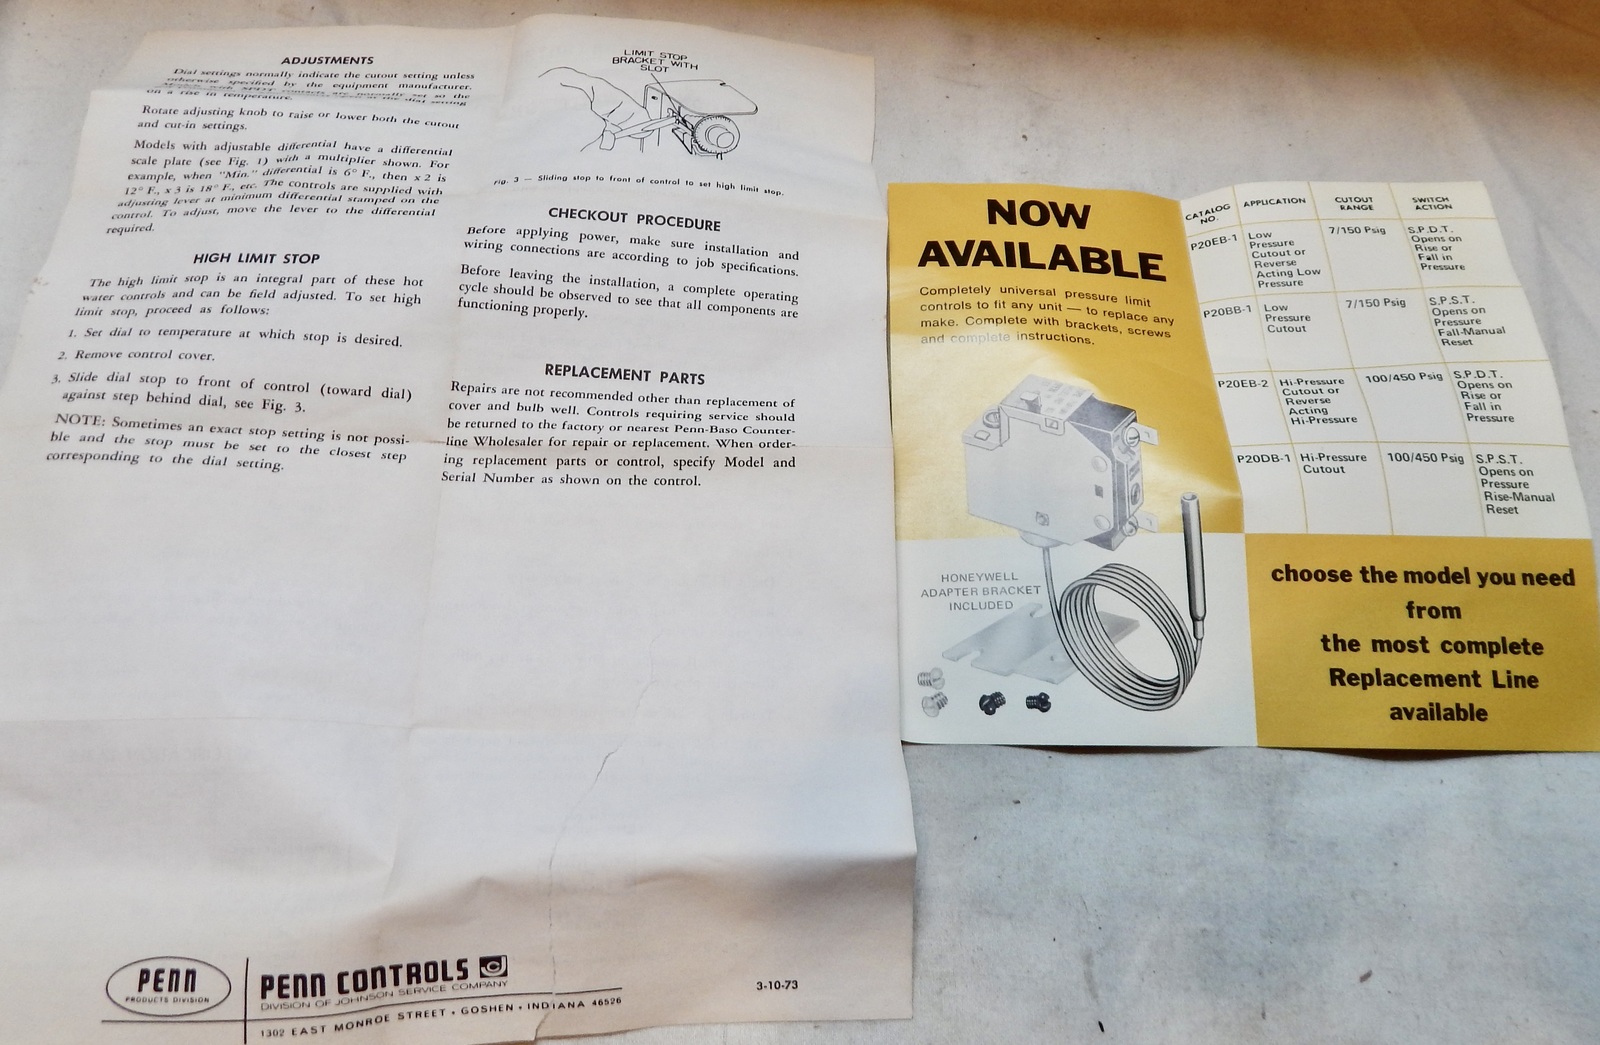 ADJUSTMENTS
Dial settings normally indicate the cutout setting unless
otherwise specified by the equipment manufacturer.
Models with SPDT contacts are normally set so the
on a rise in temperature.
Rotate adjusting knob to raise or lower both the cutout
and cut-in settings.
Models with adjustable differential have a differential
scale plate (see Fig. 1) with a multiplier shown. For
example, when "Min." differential is 6° F., then x 2 is
12° F., x 3 is 18° F., etc. The controls are supplied with
adjusting lever at minimum differential stamped on the
control. To adjust, move the lever to the differential
required.
HIGH LIMIT STOP
The high limit stop is an integral part of these hot
water controls and can be field adjusted. To set high
limit stop, proceed as follows:
1. Set dial to temperature at which stop is desired.
2. Remove control cover.
3. Slide dial stop to front of control (toward dial)
against step behind dial, see Fig. 3.
NOTE: Sometimes an exact stop setting is not possi-
ble and the stop must be set to the closest step
corresponding to the dial setting.
LIMIT STOP
BRACKET WITH
SLOT
Fig. 3 — Sliding stop to front of control to set high limit stop.
CHECKOUT PROCEDURE
Before applying power, make sure installation and
wiring connections are according to job specifications.
Before leaving the installation, a complete operating
cycle should be observed to see that all components are
functioning properly.
REPLACEMENT PARTS
Repairs are not recommended other than replacement of
cover and bulb well. Controls requiring service should
be returned to the factory or nearest Penn-Baso Counter-
line Wholesaler for repair or replacement. When order-
ing replacement parts or control, specify Model and
Serial Number as shown on the control.
PENN
PRODUCTS DIVISION
PENN CONTROLS
DIVISION OF JOHNSON SERVICE COMPANY
1302 EAST MONROE STREET • GOSHEN • INDIANA 46526
3-10-73
NOW
AVAILABLE
Completely universal pressure limit
controls to fit any unit — to replace any
make. Complete with brackets, screws
and complete instructions.
HONEYWELL
ADAPTER BRACKET
INCLUDED
CATALOG NO. APPLICATION CUTOUT RANGE SWITCH ACTION
P20EB-1 Low Pressure Cutout or Reverse Acting Low Pressure 7/150 Psig S.P.D.T. Opens on Rise or Fall in Pressure
P20BB-1 Low Pressure Cutout 7/150 Psig S.P.S.T. Opens on Pressure Fall-Manual Reset
P20EB-2 Hi-Pressure Cutout or Reverse Acting Hi-Pressure 100/450 Psig S.P.D.T. Opens on Rise or Fall in Pressure
P20DB-1 Hi-Pressure Cutout 100/450 Psig S.P.S.T. Opens on Pressure Rise-Manual Reset
choose the model you need
from
the most complete
Replacement Line
available